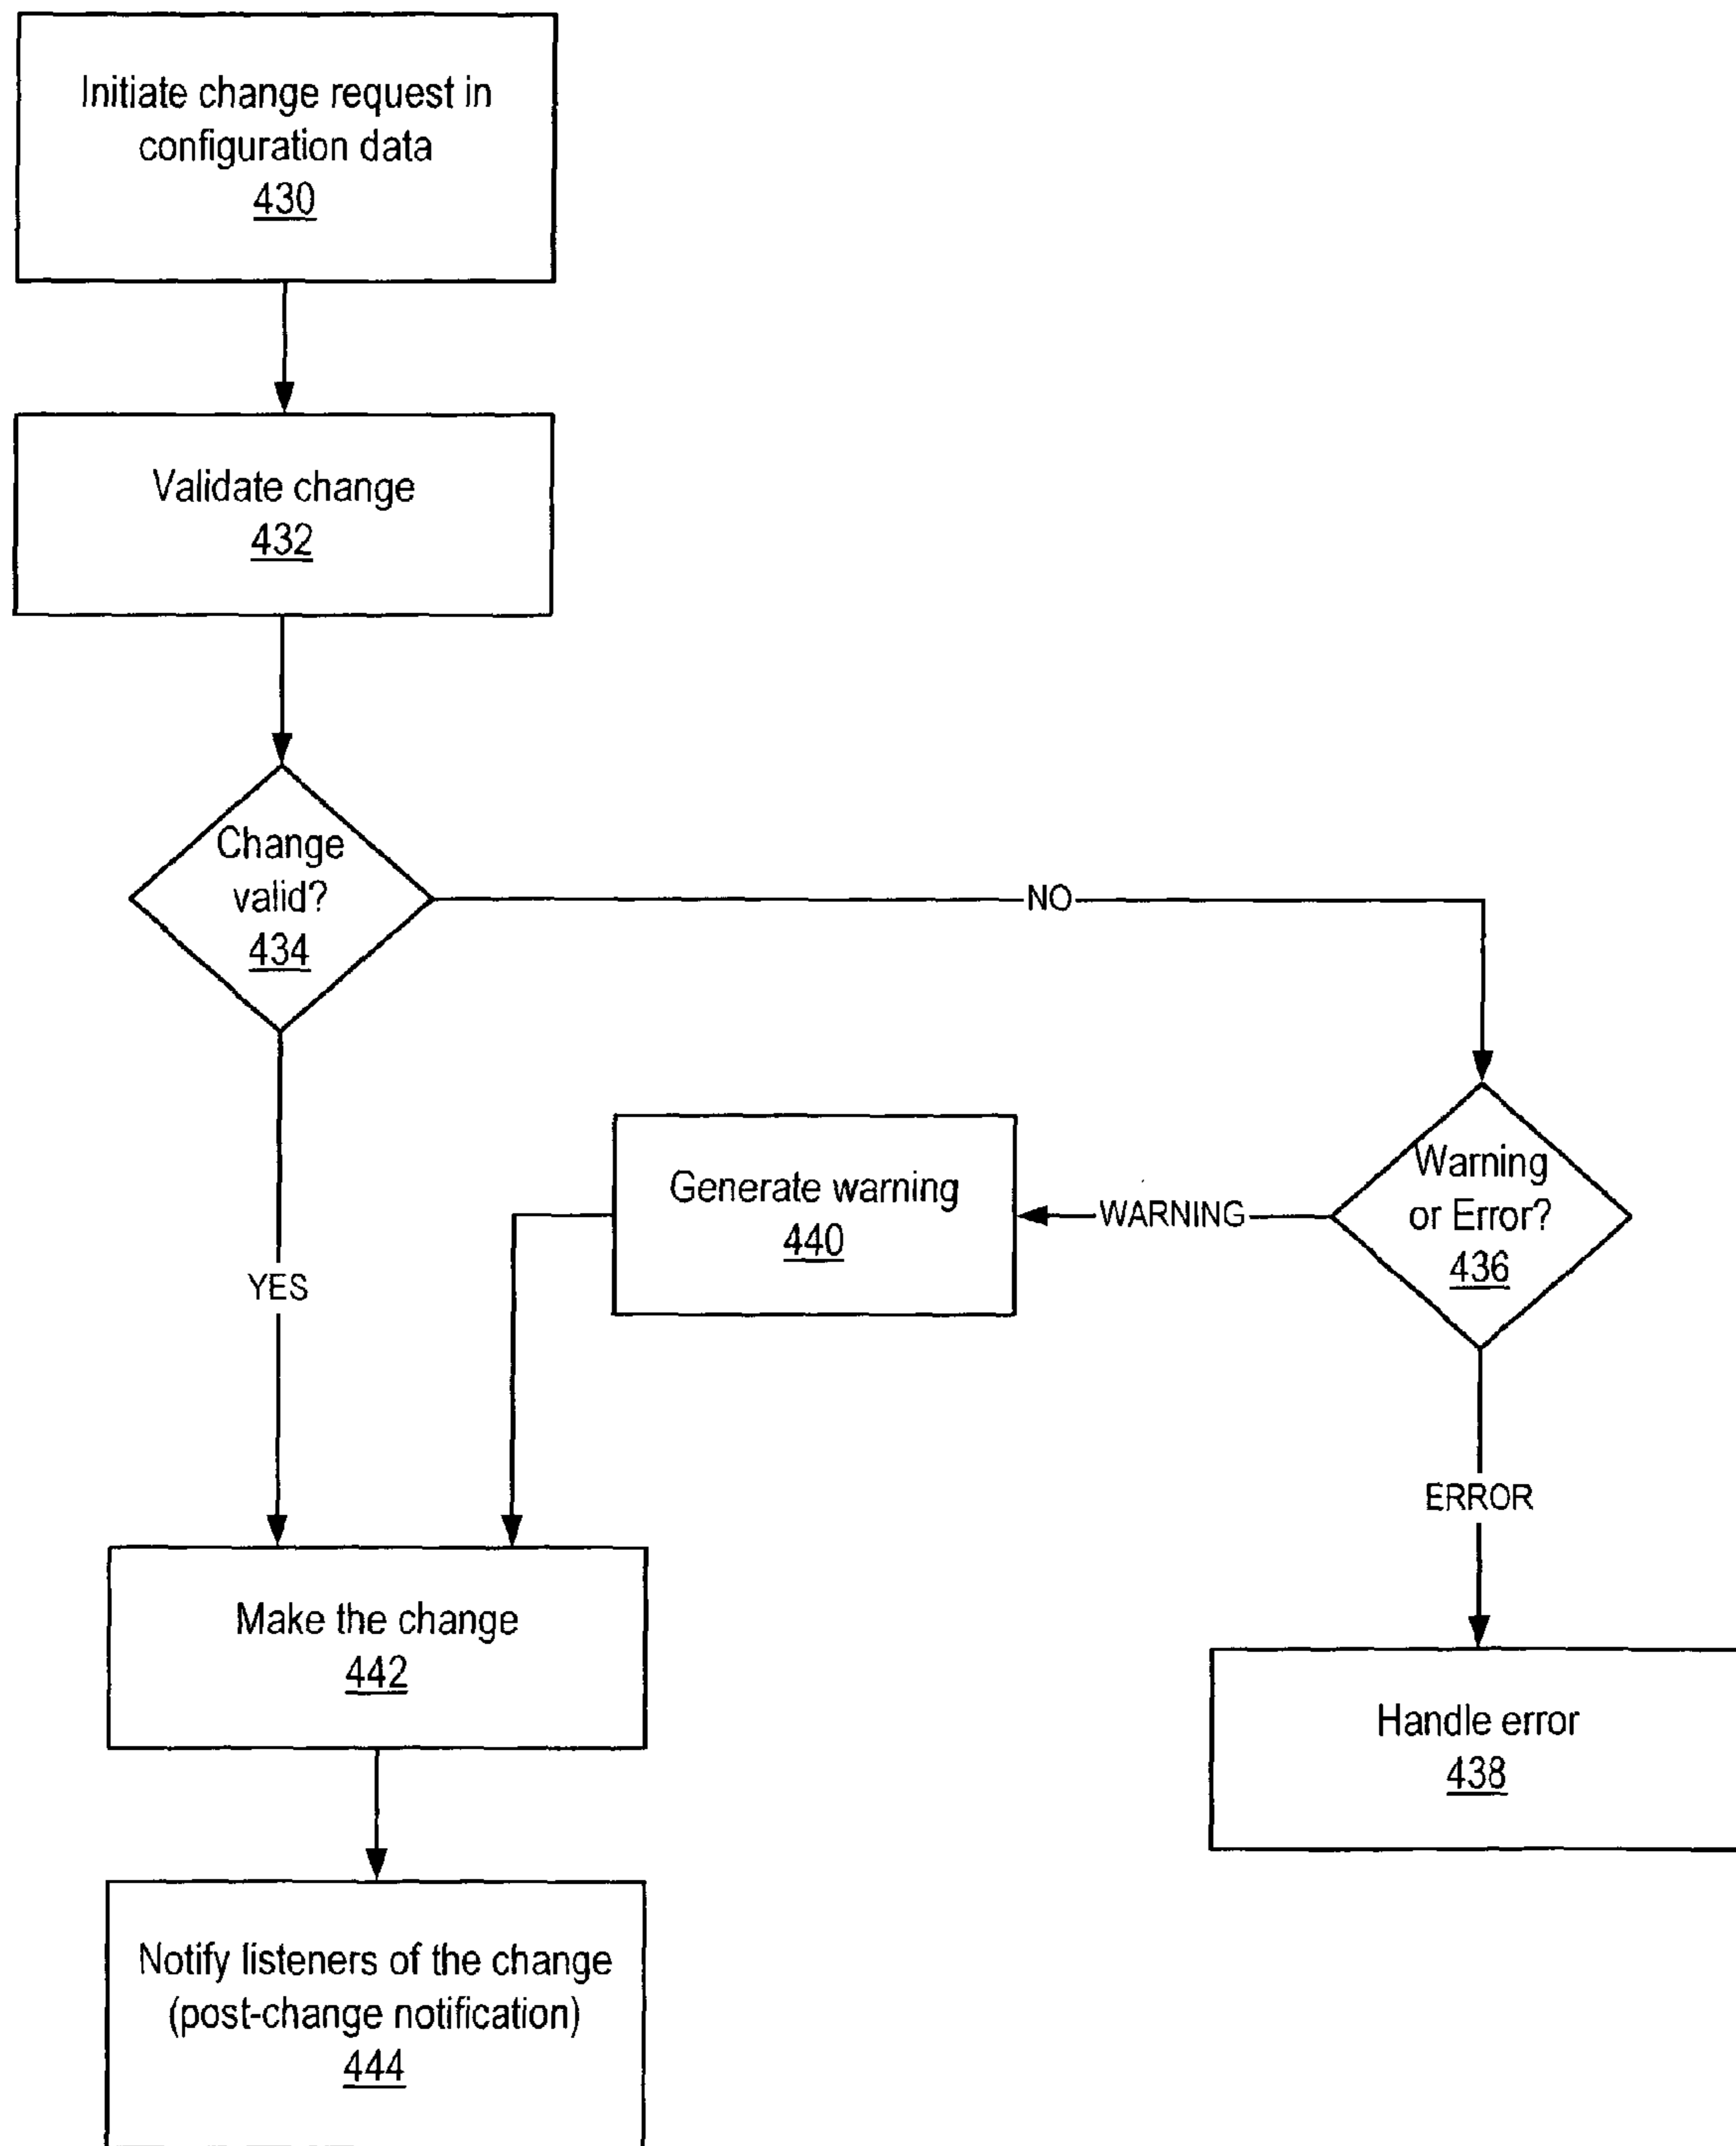 Initiate change request in
configuration data
430
Validate change
432
Change
valid?
434
NO
Warning
or Error?
436
WARNING
Generate warning
440
YES
ERROR
Make the change
442
Handle error
438
Notify listeners of the change
(post-change notification)
444